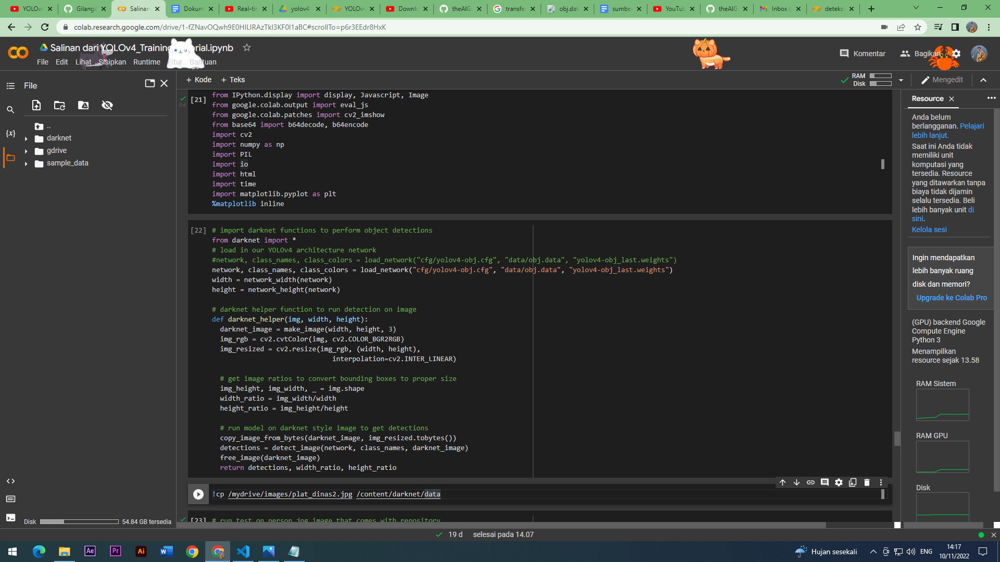 YOLOv
GilangA
Salinan
Dokum
Real-tim
yolov4
YOLOv
Downlo
theAIGu
transfe
obj.dat
sumbe
YouTub
theAIG
Inbox (
deteksi
colab.research.google.com/drive/1-fZNavOQwh9E0HILIRAzTkI3KF0I1aBC#scrollTo=p6r3EEdr8HxK
Salinan dari YOLOv4_Training_Tutorial.ipynb
File Edit Lihat Sisipkan Runtime Fitur Bantuan
Komentar
Bagikan
File
+ Kode
+ Teks
RAM
Disk
Mengedit
..
darknet
gdrive
sample_data
{x}
Disk
54.84 GB tersedia
[21]
0 d
from IPython.display import display, Javascript, Image
from google.colab.output import eval_js
from google.colab.patches import cv2_imshow
from base64 import b64decode, b64encode
import cv2
import numpy as np
import PIL
import io
import html
import time
import matplotlib.pyplot as plt
%matplotlib inline
[22]
# import darknet functions to perform object detections
from darknet import *
# load in our YOLOv4 architecture network
#network, class_names, class_colors = load_network("cfg/yolov4-obj.cfg", "data/obj.data", "yolov4-obj_last.weights")
network, class_names, class_colors = load_network("cfg/yolov4-obj.cfg", "data/obj.data", "yolov4-obj_last.weights")
width = network_width(network)
height = network_height(network)
# darknet helper function to run detection on image
def darknet_helper(img, width, height):
darknet_image = make_image(width, height, 3)
img_rgb = cv2.cvtColor(img, cv2.COLOR_BGR2RGB)
img_resized = cv2.resize(img_rgb, (width, height),
interpolation=cv2.INTER_LINEAR)
# get image ratios to convert bounding boxes to proper size
img_height, img_width, _ = img.shape
width_ratio = img_width/width
height_ratio = img_height/height
# run model on darknet style image to get detections
copy_image_from_bytes(darknet_image, img_resized.tobytes())
detections = detect_image(network, class_names, darknet_image)
free_image(darknet_image)
return detections, width_ratio, height_ratio
!cp /mydrive/images/plat_dinas2.jpg /content/darknet/data
[23]
# run test on person.jpg image that comes with repository
Resource
Anda belum
berlangganan. Pelajari
lebih lanjut.
Saat ini Anda tidak
memiliki unit
komputasi yang
tersedia. Resource
yang ditawarkan tanpa
biaya tidak dijamin
selalu tersedia. Beli
lebih banyak unit di
sini.
Kelola sesi
Ingin mendapatkan
lebih banyak ruang
disk dan memori?
Upgrade ke Colab Pro
(GPU) backend Google
Compute Engine
Python 3
Menampilkan
resource sejak 13.58
RAM Sistem
RAM GPU
Disk
19 d selesai pada 14.07
Ae
Pr
Ai
Hujan sesekali
ENG
14:17
10/11/2022